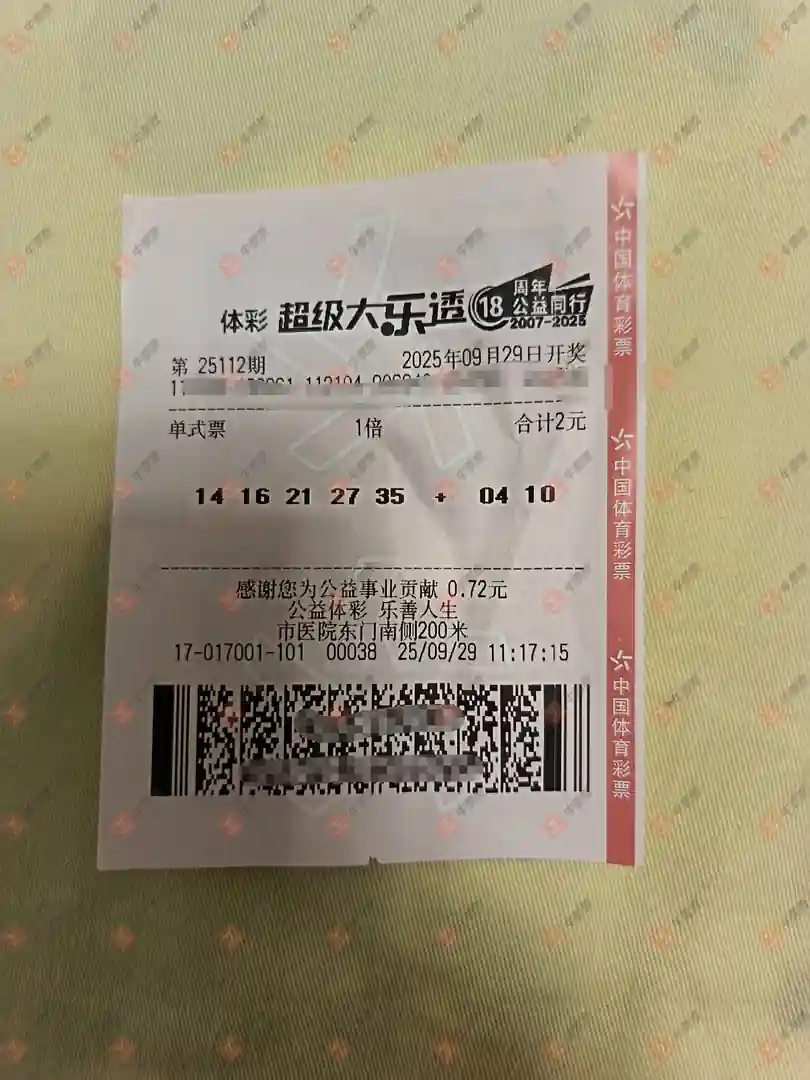 体彩 超级大乐透 18 周年 公益同行 2007-2025
第 25112期 2025年09月29日开奖
单式票 1倍 合计2元
14 16 21 27 35 + 04 10
感谢您为公益事业贡献 0.72元
公益体彩 乐善人生
市医院东门南侧200米
17-017001-101 00038 25/09/29 11:17:15
中国体育彩票
中国体育彩票
中国体育彩票